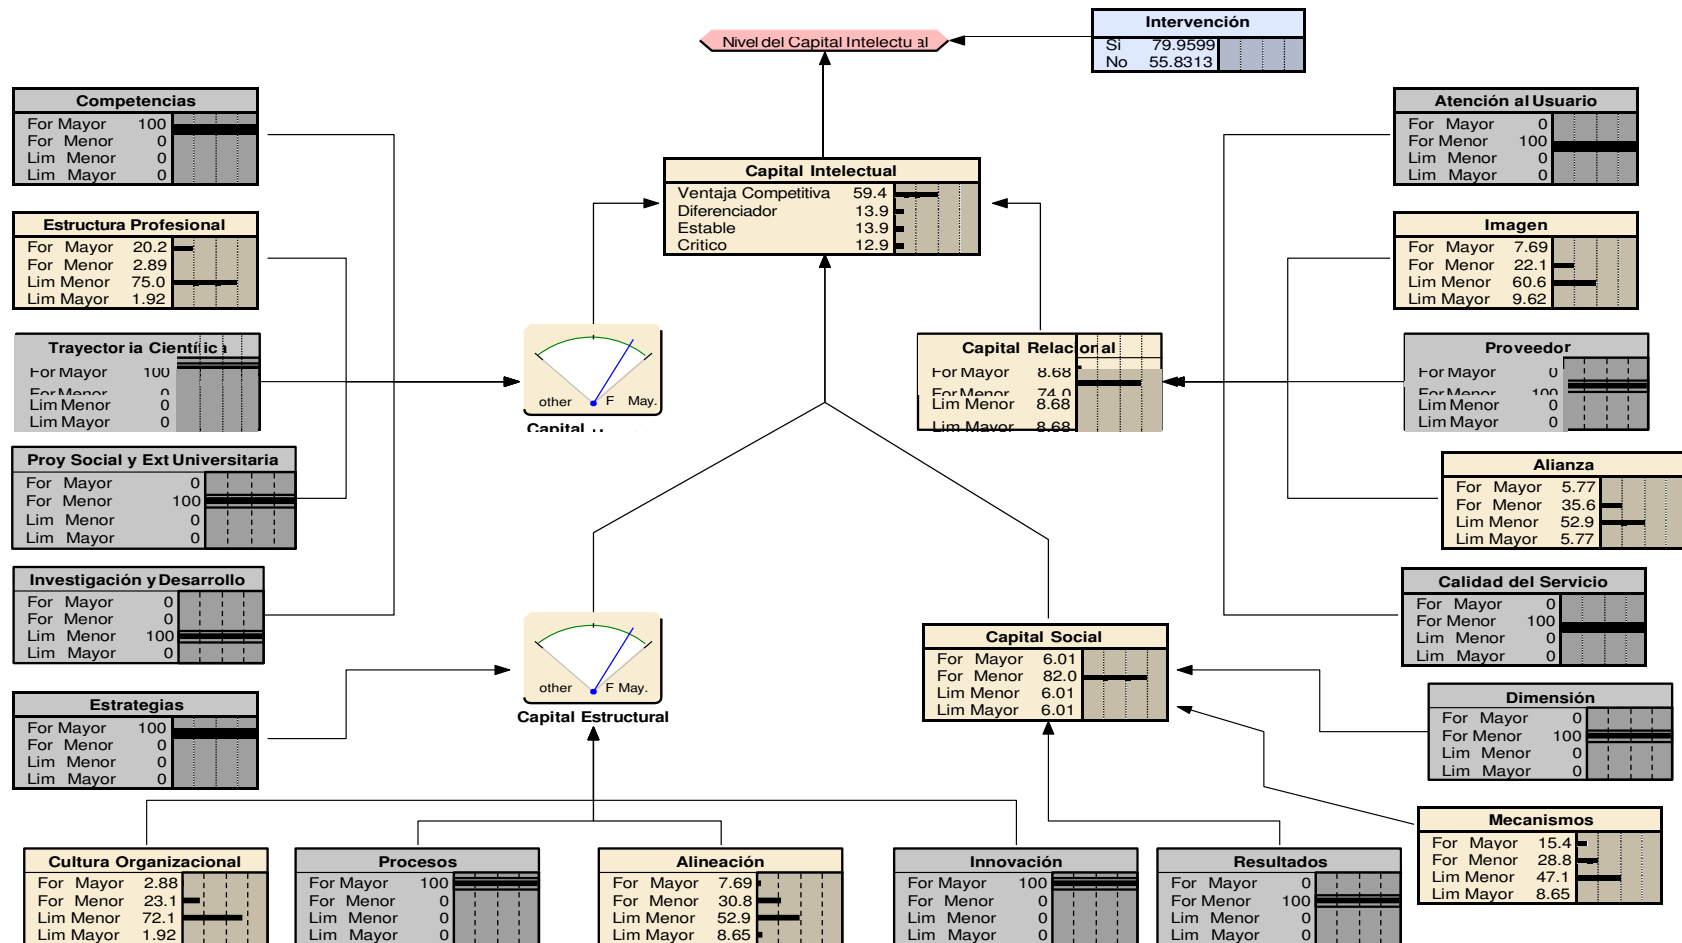 Intervención
Si 79.9599
No 55.8313
Nivel del Capital Intelectual
Competencias
For Mayor 100
For Menor 0
Lim Menor 0
Lim Mayor 0
Atención al Usuario
For Mayor 0
For Menor 100
Lim Menor 0
Lim Mayor 0
Capital Intelectual
Ventaja Competitiva 59.4
Diferenciador 13.9
Estable 13.9
Critico 12.9
Estructura Profesional
For Mayor 20.2
For Menor 2.89
Lim Menor 75.0
Lim Mayor 1.92
Imagen
For Mayor 7.69
For Menor 22.1
Lim Menor 60.6
Lim Mayor 9.62
Trayectoria Científica
For Mayor 100
For Menor 0
Lim Menor 0
Lim Mayor 0
other F May.
Capital
Capital Relacional
For Mayor 8.68
For Menor 74.0
Lim Menor 8.68
Lim Mayor 8.68
Proveedor
For Mayor 0
For Menor 100
Lim Menor 0
Lim Mayor 0
Proy Social y Ext Universitaria
For Mayor 0
For Menor 100
Lim Menor 0
Lim Mayor 0
Alianza
For Mayor 5.77
For Menor 35.6
Lim Menor 52.9
Lim Mayor 5.77
Investigación y Desarrollo
For Mayor 0
For Menor 0
Lim Menor 100
Lim Mayor 0
Calidad del Servicio
For Mayor 0
For Menor 100
Lim Menor 0
Lim Mayor 0
other F May.
Capital Estructural
Capital Social
For Mayor 6.01
For Menor 82.0
Lim Menor 6.01
Lim Mayor 6.01
Estrategias
For Mayor 100
For Menor 0
Lim Menor 0
Lim Mayor 0
Dimensión
For Mayor 0
For Menor 100
Lim Menor 0
Lim Mayor 0
Mecanismos
For Mayor 15.4
For Menor 28.8
Lim Menor 47.1
Lim Mayor 8.65
Cultura Organizacional
For Mayor 2.88
For Menor 23.1
Lim Menor 72.1
Lim Mayor 1.92
Procesos
For Mayor 100
For Menor 0
Lim Menor 0
Lim Mayor 0
Alineación
For Mayor 7.69
For Menor 30.8
Lim Menor 52.9
Lim Mayor 8.65
Innovación
For Mayor 100
For Menor 0
Lim Menor 0
Lim Mayor 0
Resultados
For Mayor 0
For Menor 100
Lim Menor 0
Lim Mayor 0